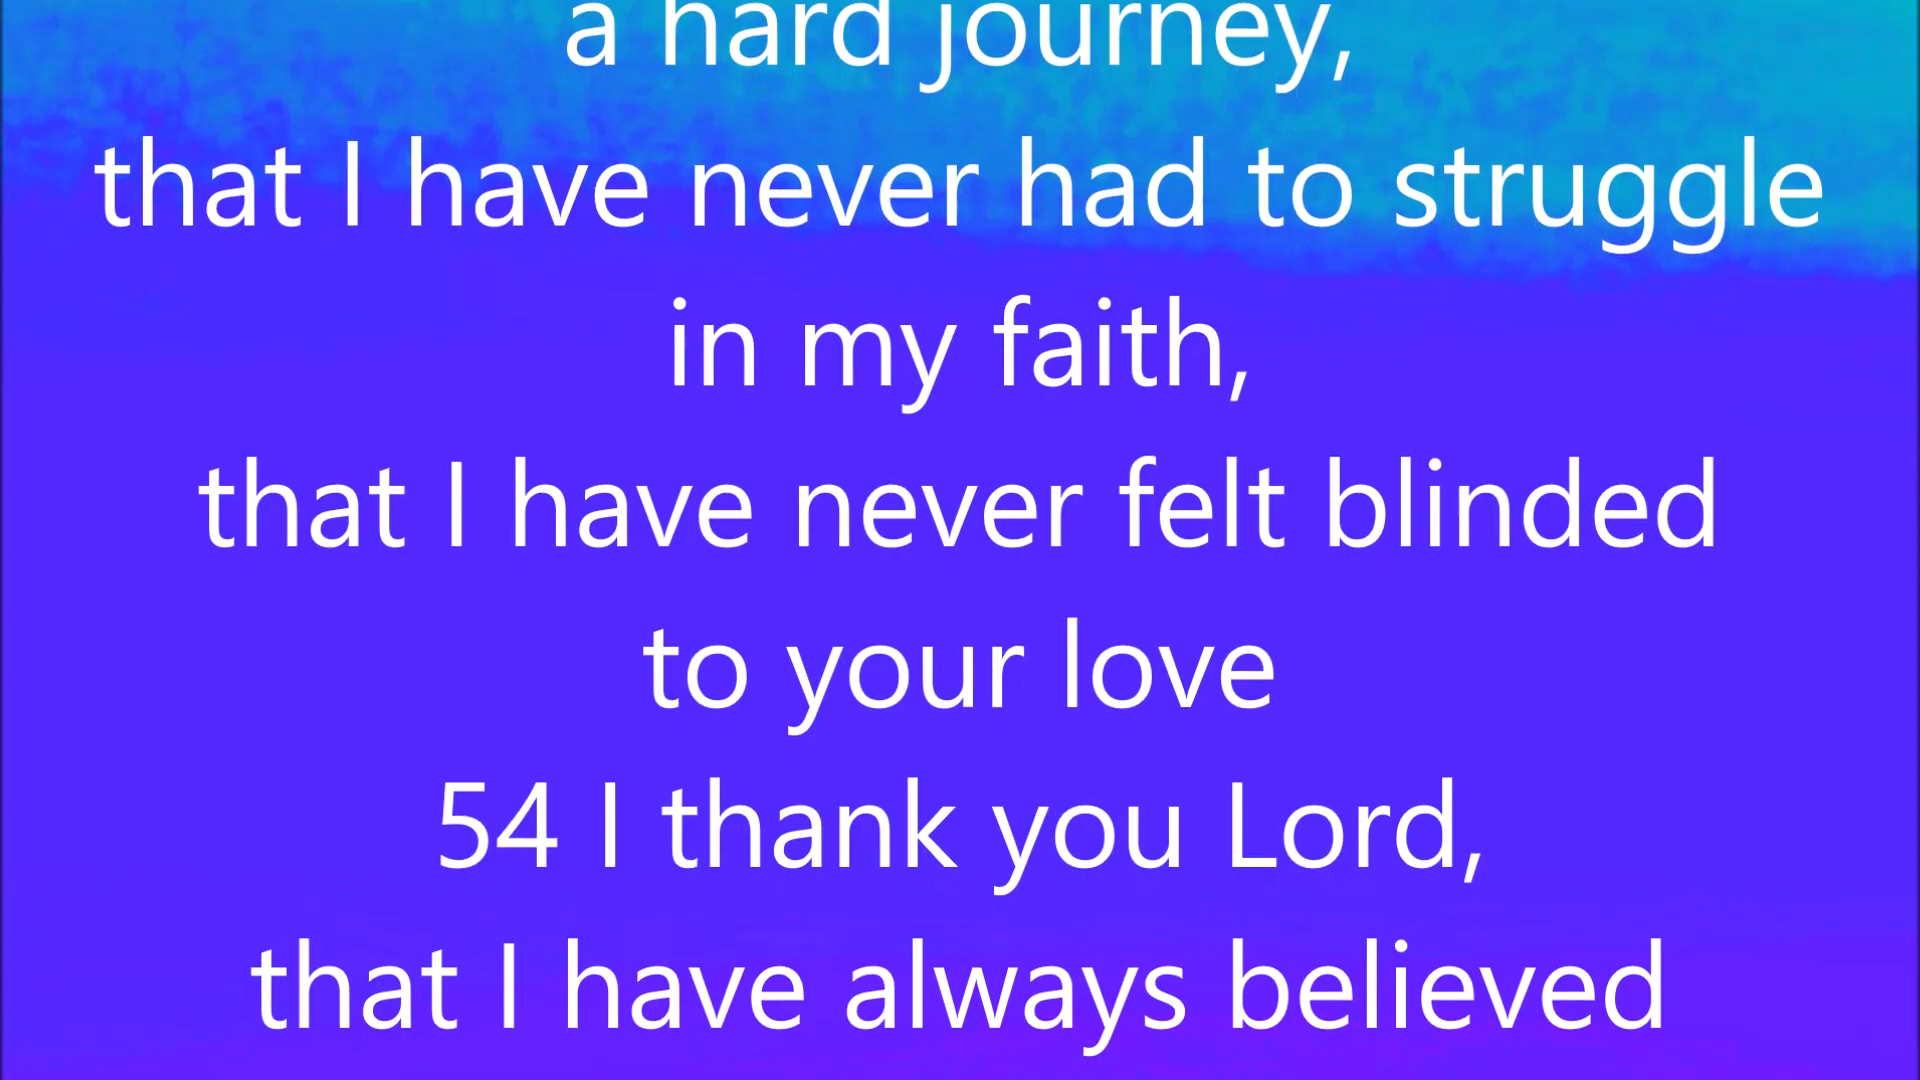 a hard journey,
that I have never had to struggle
in my faith,
that I have never felt blinded
to your love
54 I thank you Lord,
that I have always believed